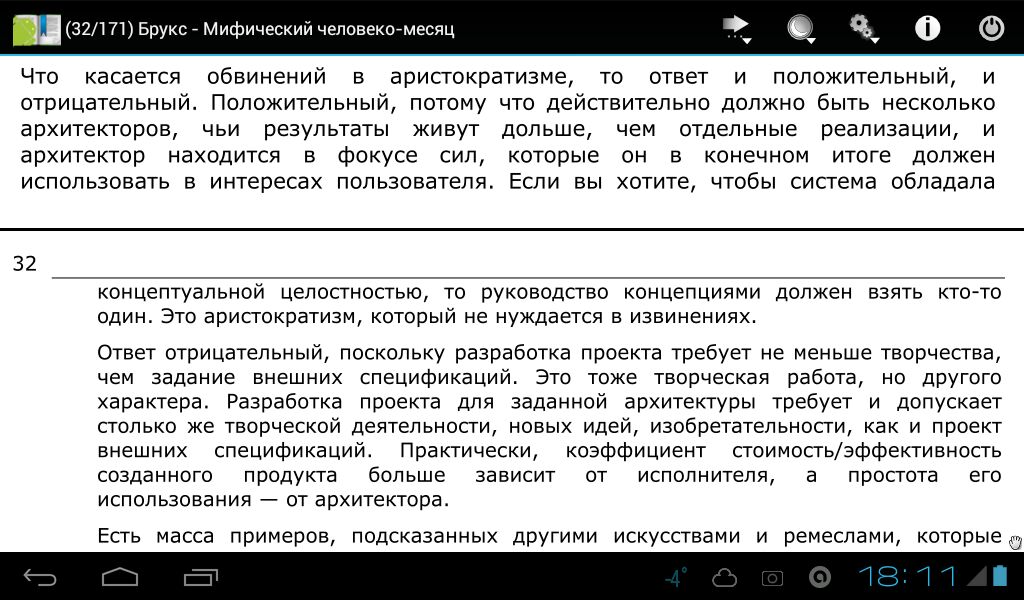 (32/171) Брукс - Мифический человеко-месяц
Что касается обвинений в аристократизме, то ответ и положительный, и
отрицательный. Положительный, потому что действительно должно быть несколько
архитекторов, чьи результаты живут дольше, чем отдельные реализации, и
архитектор находится в фокусе сил, которые он в конечном итоге должен
использовать в интересах пользователя. Если вы хотите, чтобы система обладала
32
концептуальной целостностью, то руководство концепциями должен взять кто-то
один. Это аристократизм, который не нуждается в извинениях.
Ответ отрицательный, поскольку разработка проекта требует не меньше творчества,
чем задание внешних спецификаций. Это тоже творческая работа, но другого
характера. Разработка проекта для заданной архитектуры требует и допускает
столько же творческой деятельности, новых идей, изобретательности, как и проект
внешних спецификаций. Практически, коэффициент стоимость/эффективность
созданного продукта больше зависит от исполнителя, а простота его
использования — от архитектора.
Есть масса примеров, подсказанных другими искусствами и ремеслами, которые
-4° 18:11